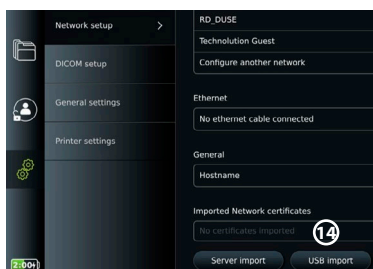 Network setup
DICOM setup
General settings
Printer settings
2:00
RD_DUSE
Technolution Guest
Configure another network
Ethernet
No ethernet cable connected
General
Hostname
Imported Network certificates
No certificates imported
14
Server import
USB import